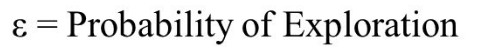 ε = Probability of Exploration